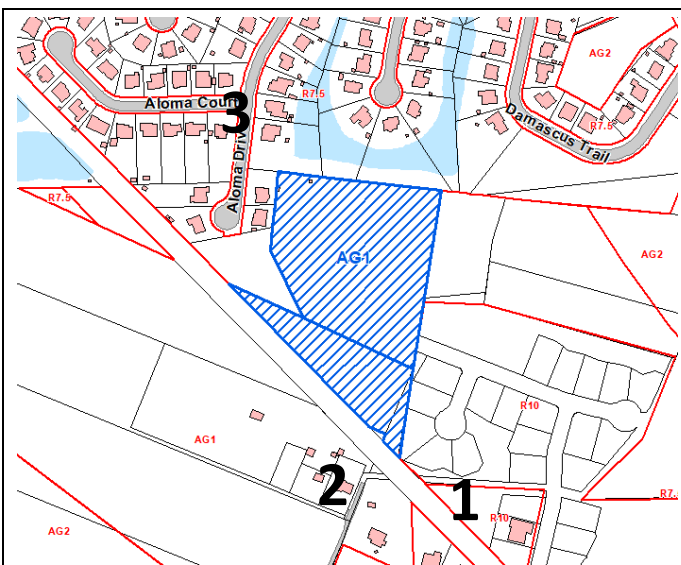 AG2
Aloma Court
3
R7.5
R7.5
Damascus Trail
Aloma Drive
R7.5
AG1
AG2
R10
AG1
2
1
R10
R7.
AG2